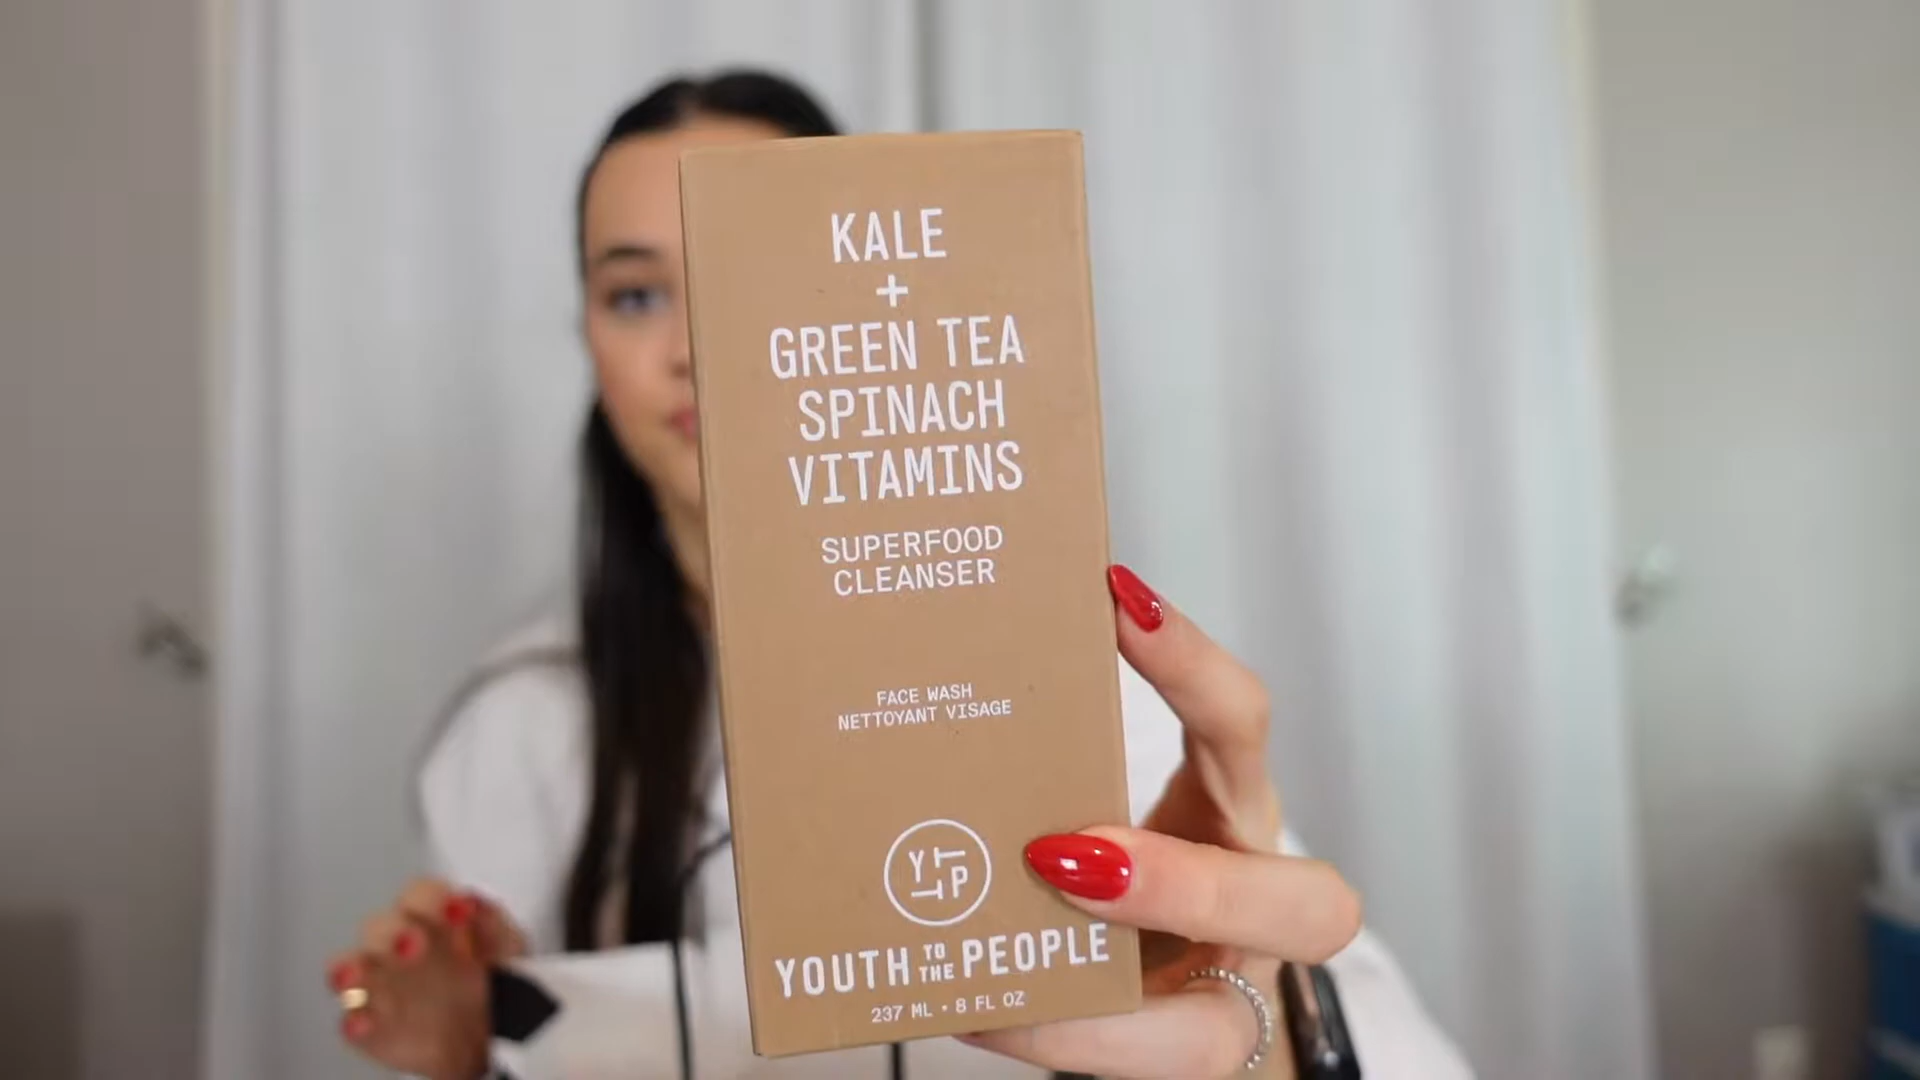 KALE
+
GREEN TEA
SPINACH
VITAMINS
SUPERFOOD
CLEANSER
FACE WASH
NETTOYANT VISAGE
YTTP
YOUTH TO THE PEOPLE
237 ML • 8 FL OZ